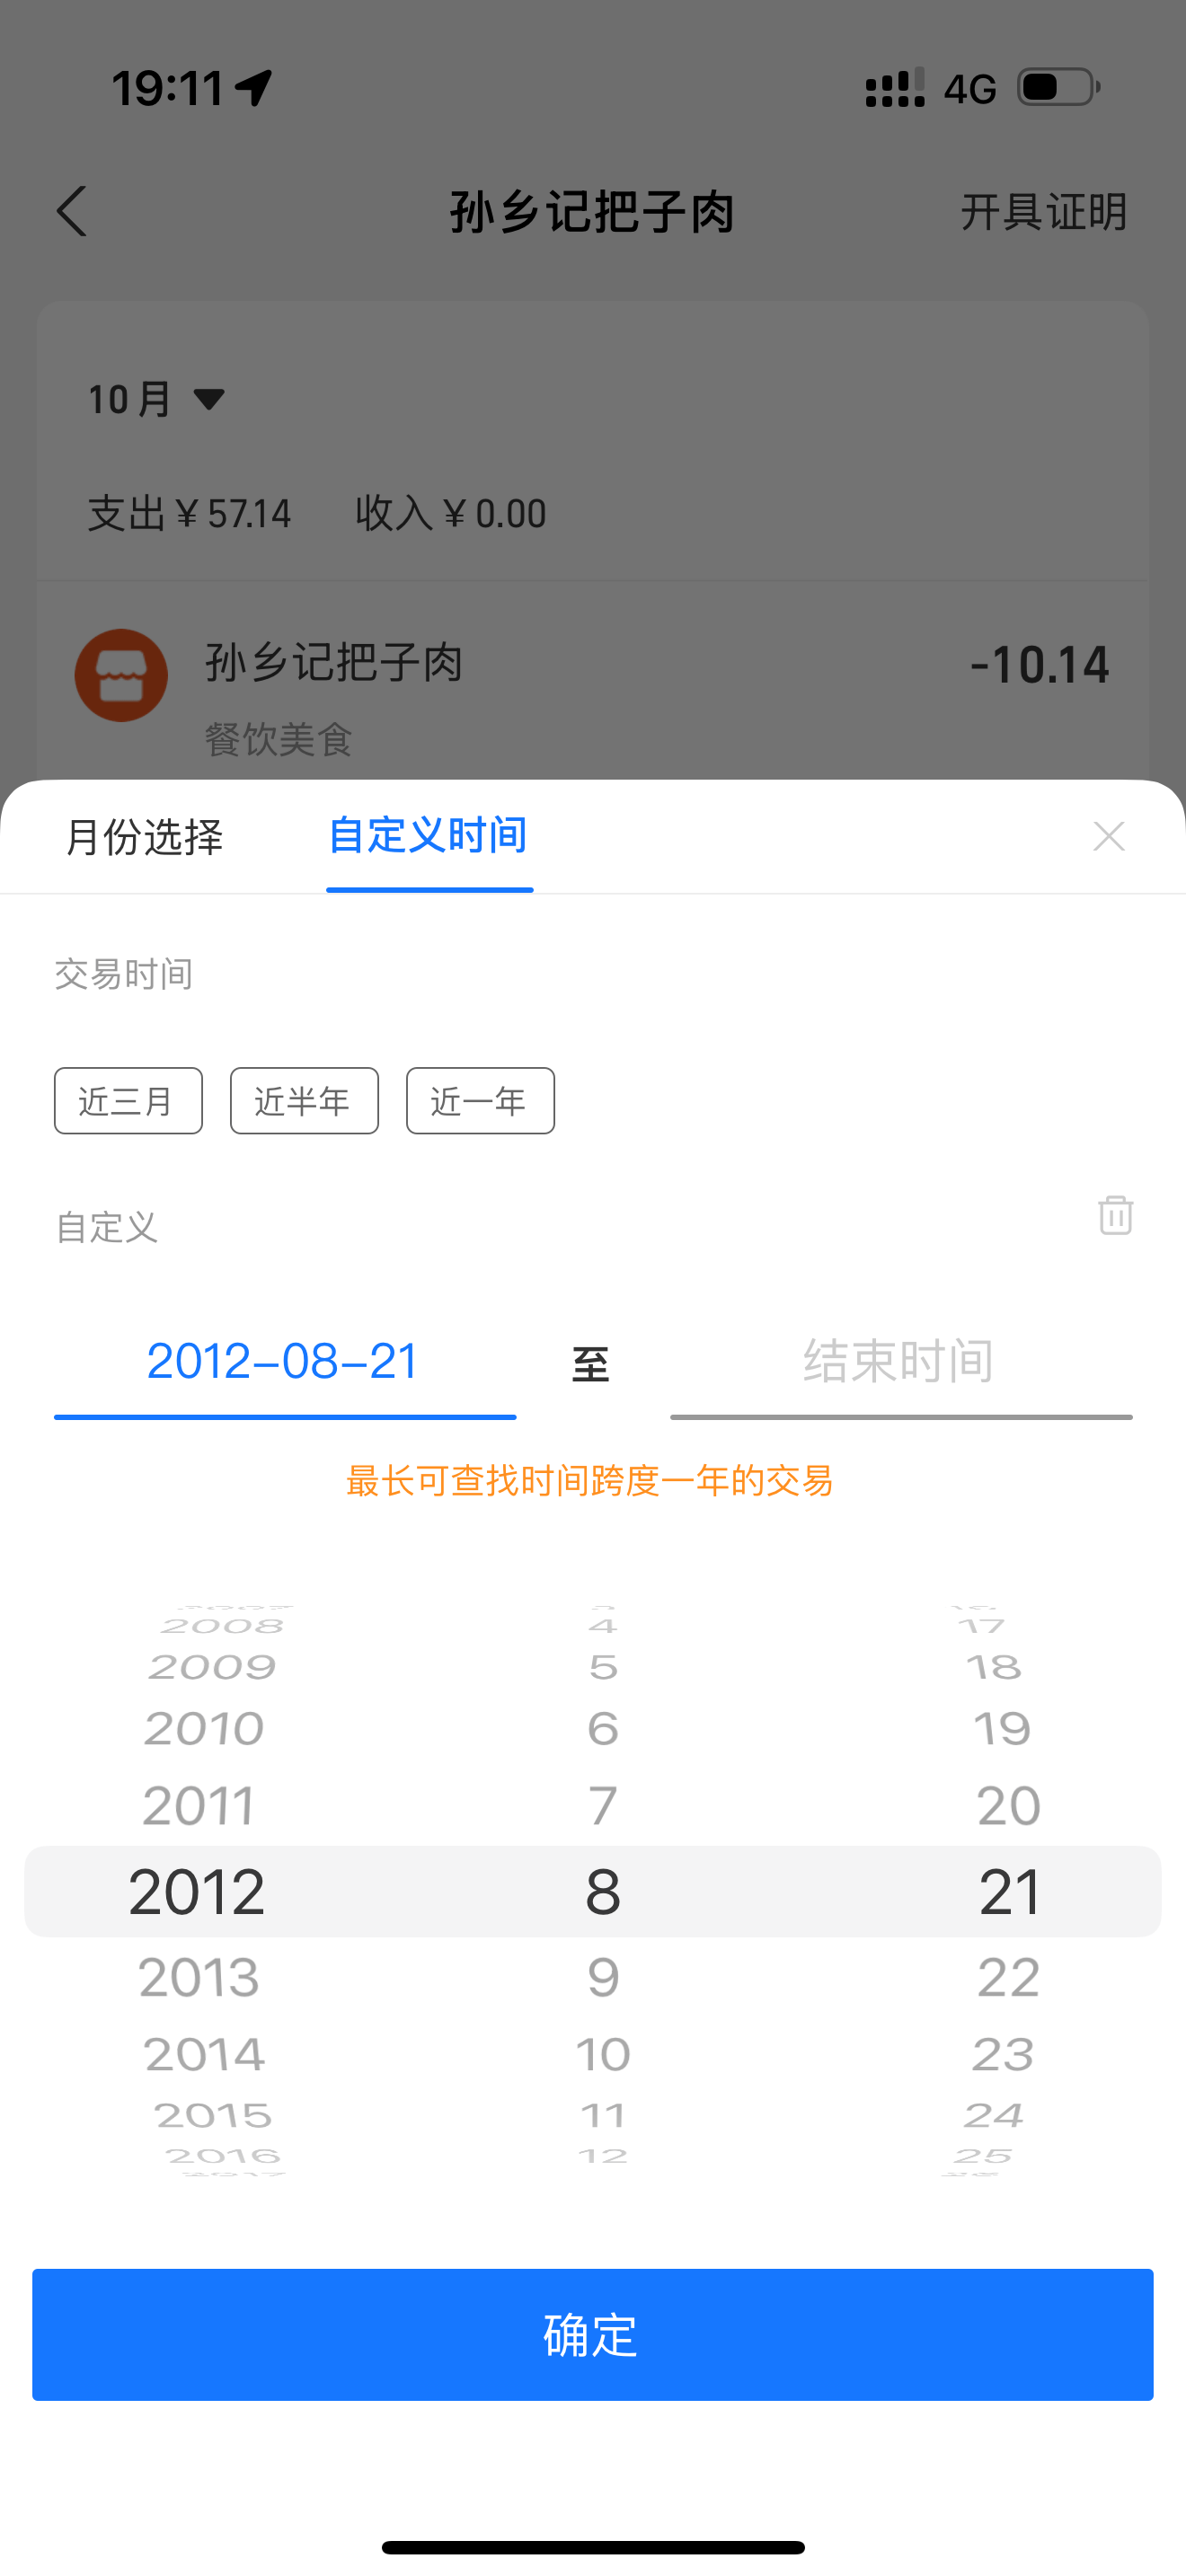 19:11 4G
孙乡记把子肉 开具证明
10月
支出￥57.14 收入￥0.00
孙乡记把子肉 -10.14
餐饮美食
月份选择 自定义时间
交易时间
近三月 近半年 近一年
自定义
2012-08-21 至 结束时间
最长可查找时间跨度一年的交易
2008 4 17
2009 5 18
2010 6 19
2011 7 20
2012 8 21
2013 9 22
2014 10 23
2015 11 24
2016 12 25
2017
确定